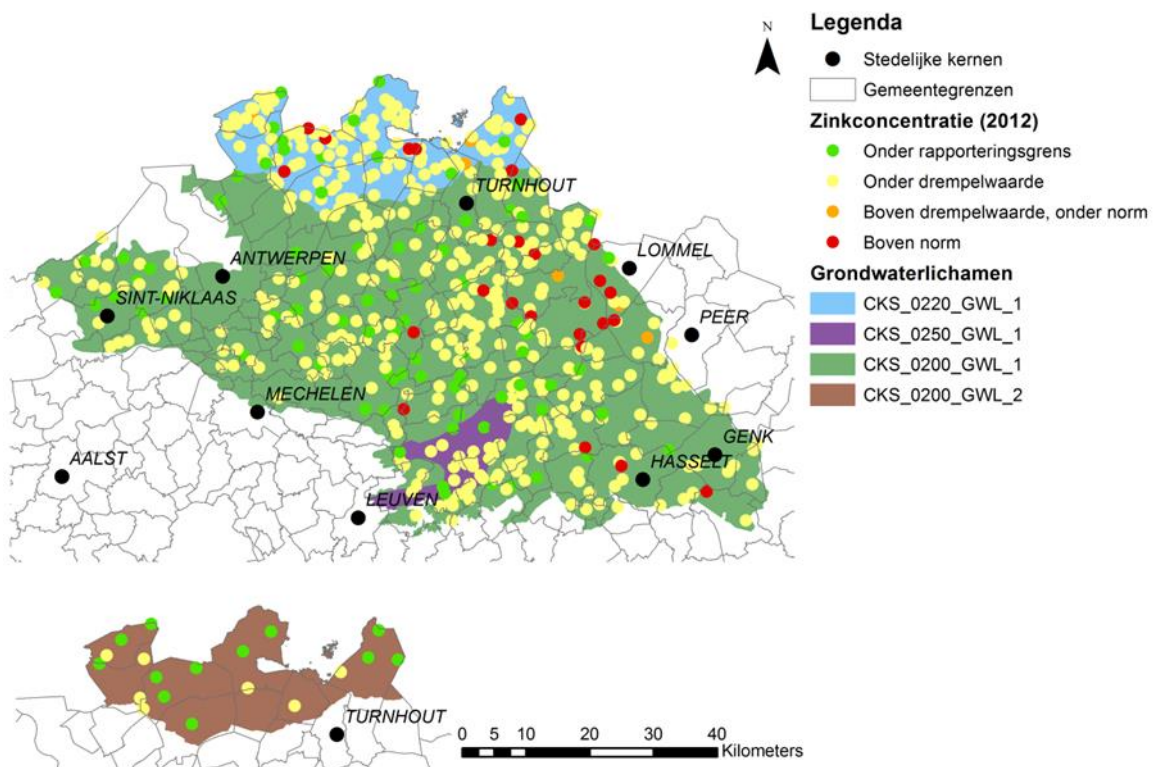 Legenda
N
Stedelijke kernen
Gemeentegrenzen
Zinkconcentratie (2012)
Onder rapporteringsgrens
Onder drempelwaarde
Boven drempelwaarde, onder norm
Boven norm
Grondwaterlichamen
CKS_0220_GWL_1
CKS_0250_GWL_1
CKS_0200_GWL_1
CKS_0200_GWL_2
TURNHOUT
ANTWERPEN
LOMMEL
SINT-NIKLAAS
PEER
MECHELEN
GENK
AALST
HASSELT
LEUVEN
TURNHOUT
0 5 10 20 30 40
Kilometers